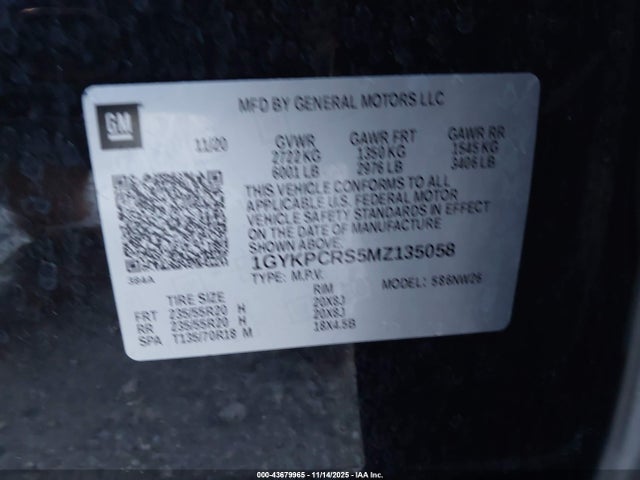 GM
MFD BY GENERAL MOTORS LLC
11/20 GVWR GAWR FRT GAWR RR
2722 KG 1350 KG 1545 KG
6001 LB 2976 LB 3406 LB
THIS VEHICLE CONFORMS TO ALL
APPLICABLE U.S. FEDERAL MOTOR
VEHICLE SAFETY STANDARDS IN EFFECT
ON THE DATE OF MANUFACTURE
SHOWN ABOVE.
394A 1GYKPCRS5MZ135058
TYPE: M.P.V. MODEL: 586NW26
TIRE SIZE RIM
FRT 235/55R20 H 20X8J
RR 235/55R20 H 20X8J
SPA T135/70R18 M 18X4.5B
00-43679965 - 11/14/2025 - IAA Inc.